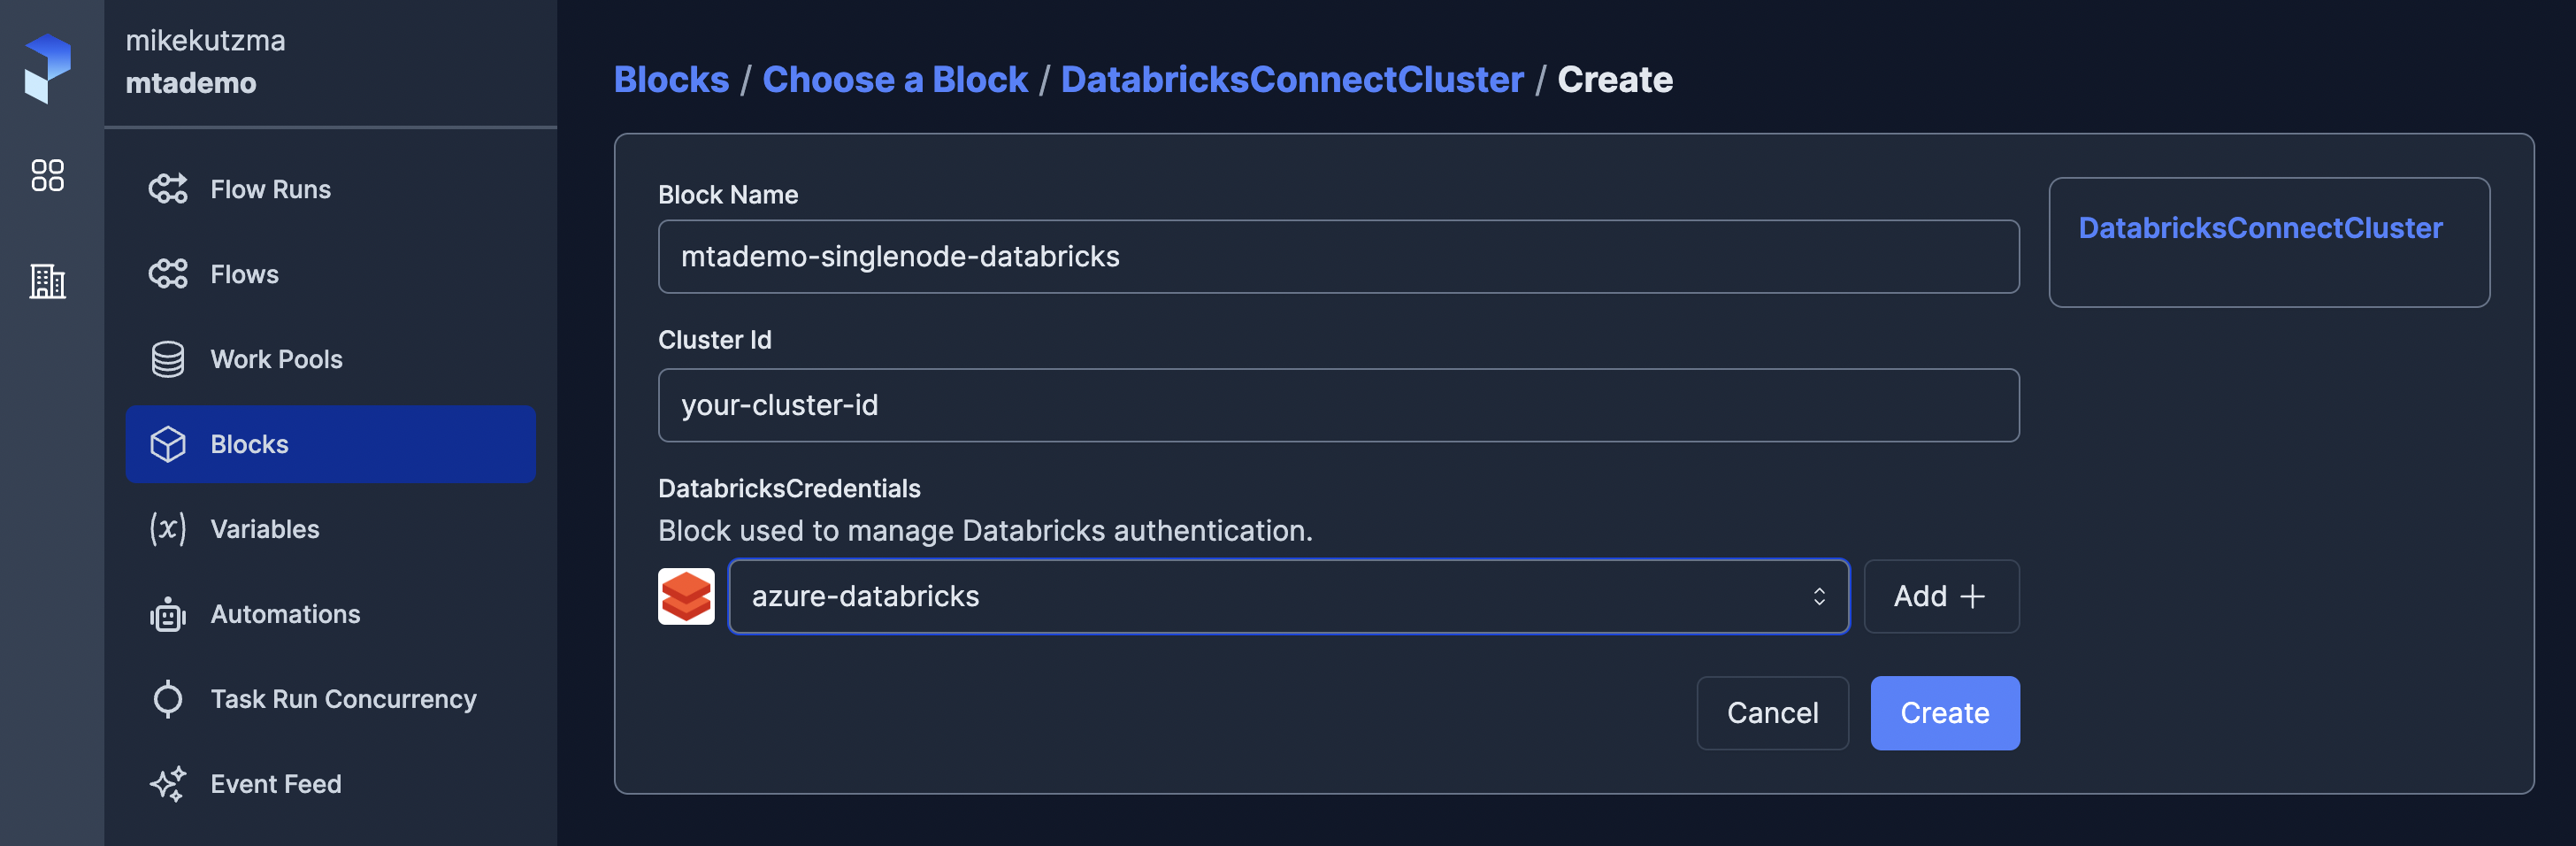 mikekutzma
mtademo
Flow Runs
Flows
Work Pools
Blocks
(x) Variables
Automations
Task Run Concurrency
Event Feed
Blocks / Choose a Block / DatabricksConnectCluster / Create
Block Name
mtademo-singlenode-databricks
Cluster Id
your-cluster-id
DatabricksCredentials
Block used to manage Databricks authentication.
azure-databricks
Add +
Cancel
Create
DatabricksConnectCluster